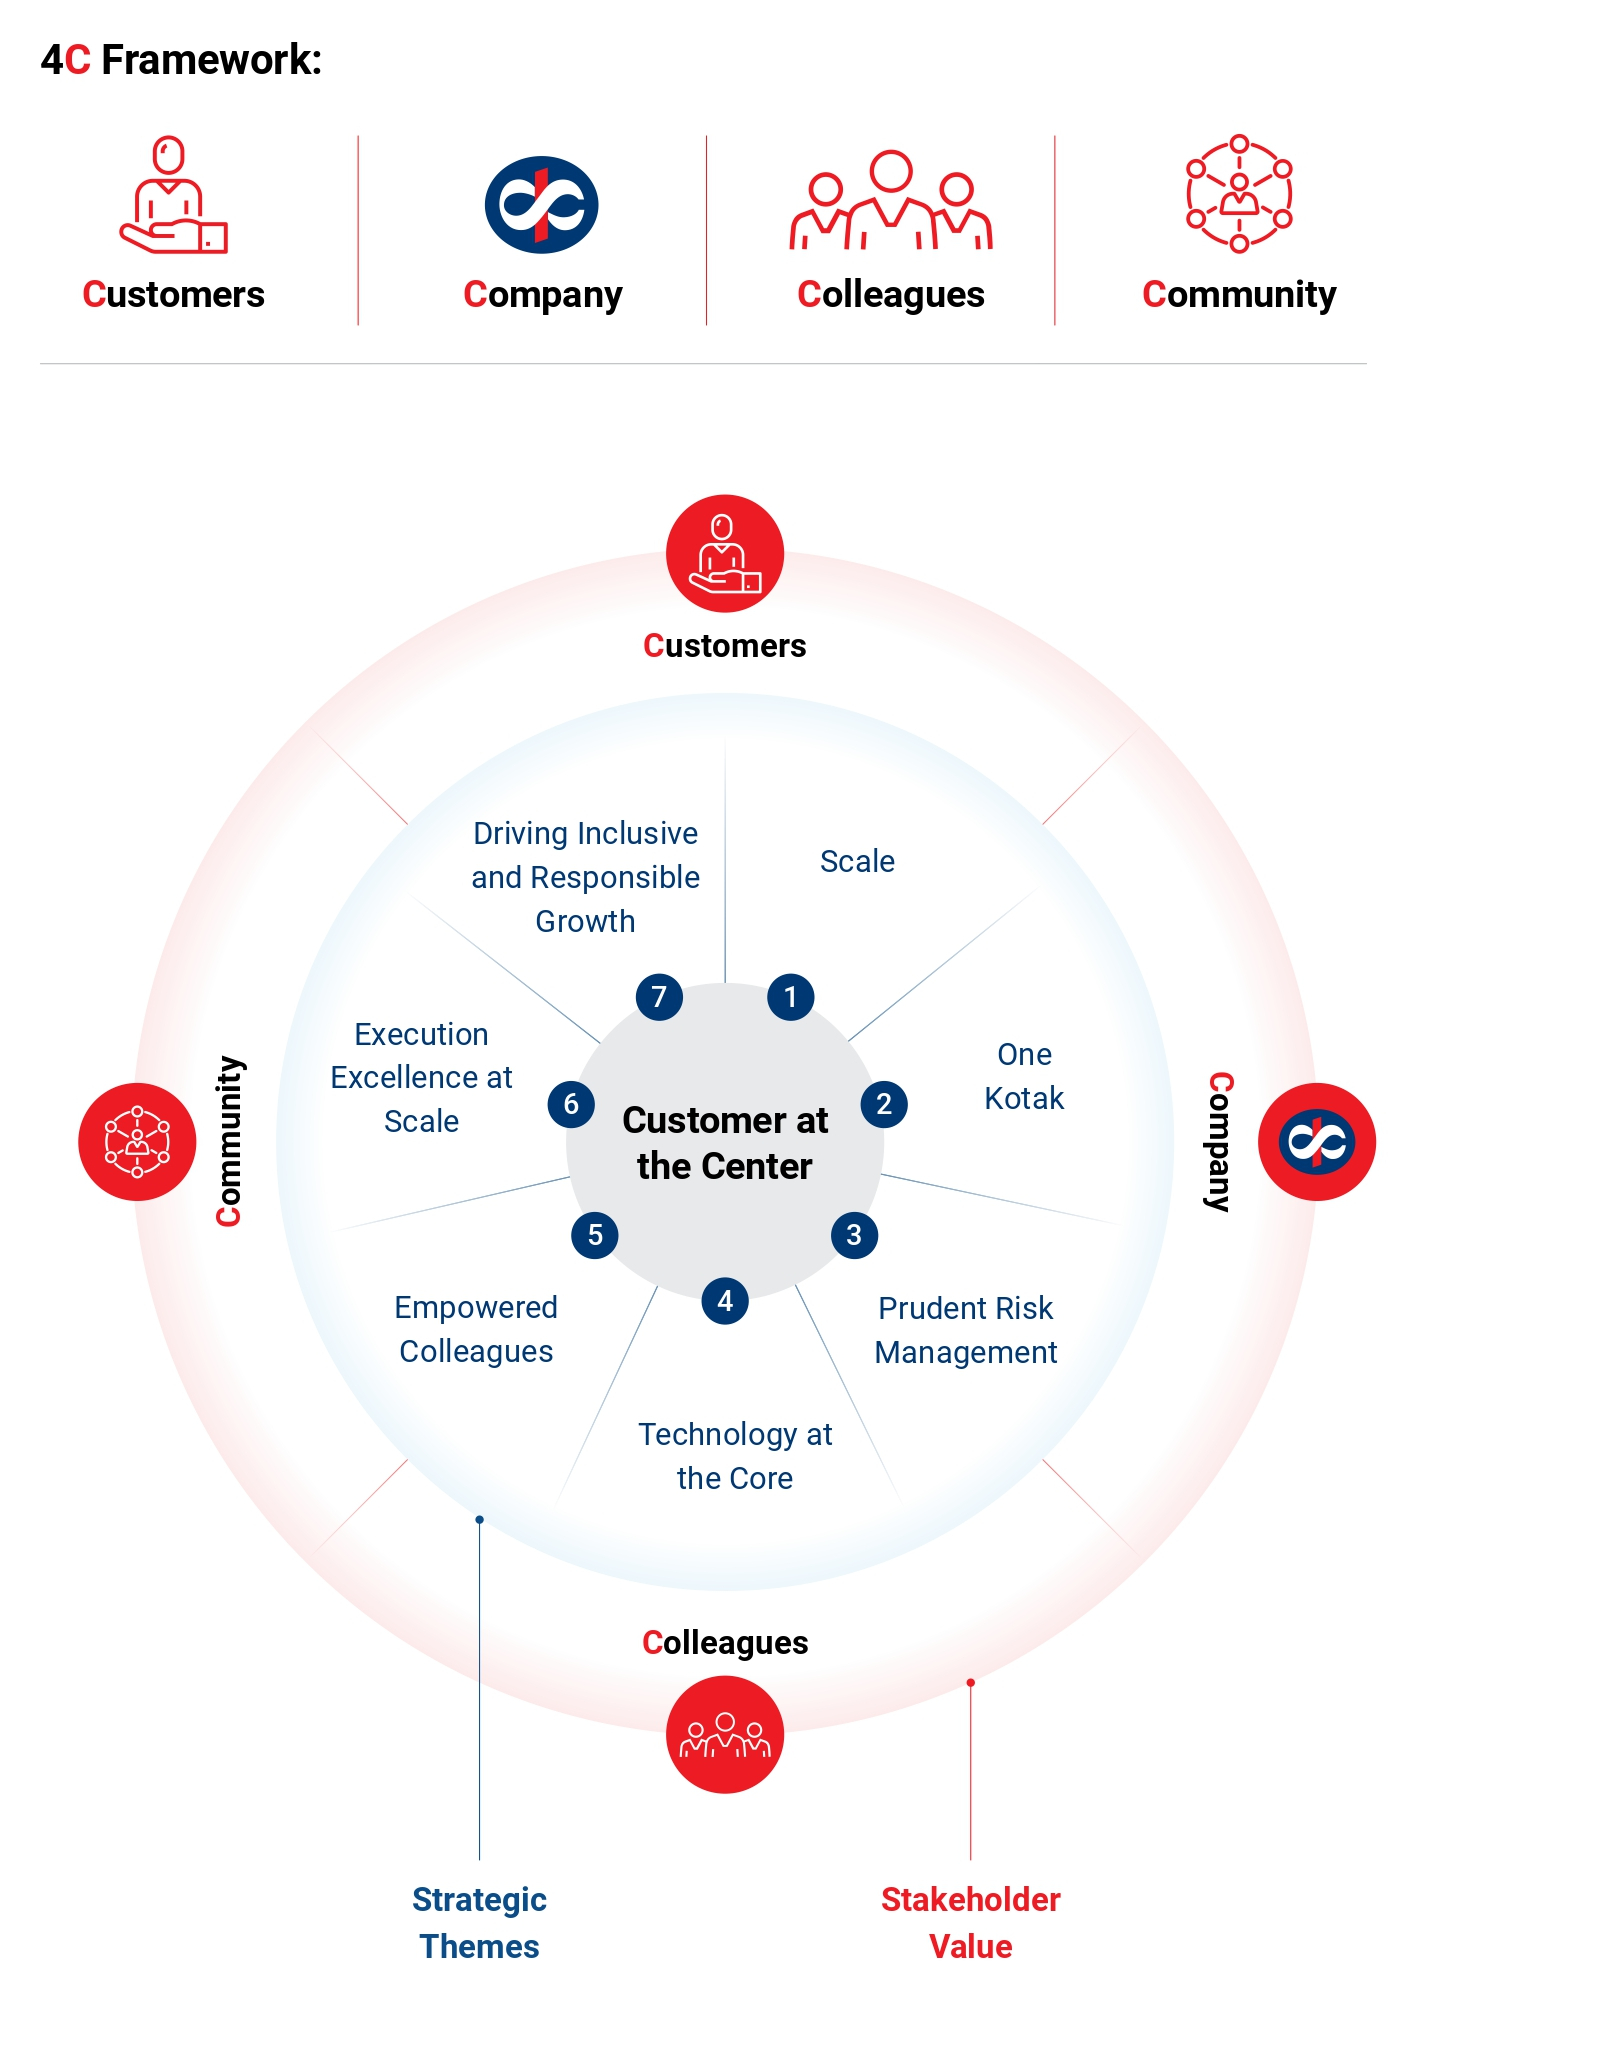 4C Framework:
Customers
Company
Colleagues
Community
Customers
Driving Inclusive
and Responsible
Growth
Scale
Execution
Excellence at
Scale
One
Kotak
7
1
6
2
Customer at
the Center
Community
Company
5
3
4
Empowered
Colleagues
Prudent Risk
Management
Technology at
the Core
Colleagues
Strategic
Themes
Stakeholder
Value